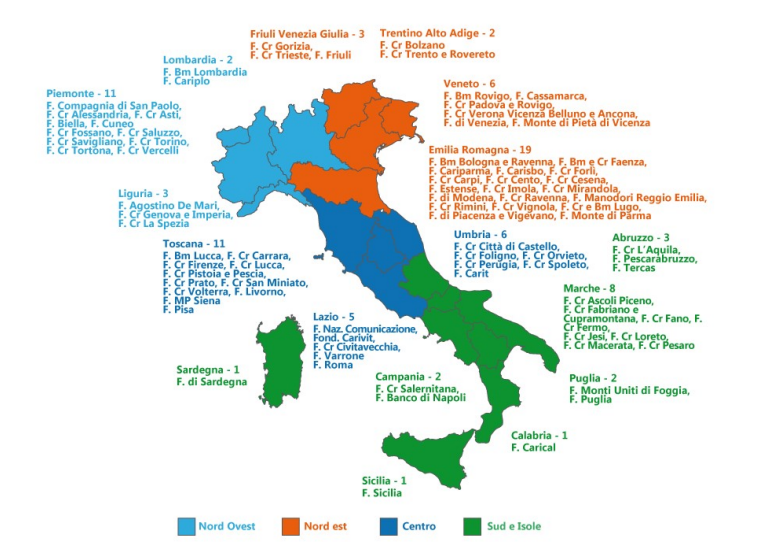 Friuli Venezia Giulia - 3
F. Cr Gorizia,
F. Cr Trieste, F. Friuli
Trentino Alto Adige - 2
F. Cr Bolzano
F. Cr Trento e Rovereto
Lombardia - 2
F. Bm Lombardia
F. Cariplo
Piemonte - 11
F. Compagnia di San Paolo,
F. Cr Alessandria, F. Cr Asti,
F. Biella, F. Cuneo
F. Cr Fossano, F. Cr Saluzzo,
F. Cr Savigliano, F. Cr Torino,
F. Cr Tortona, F. Cr Vercelli
Veneto - 6
F. Bm Rovigo, F. Cassamarca,
F. Cr Padova e Rovigo,
F. Cr Verona Vicenza Belluno e Ancona,
F. di Venezia, F. Monte di Pietà di Vicenza
Emilia Romagna - 19
F. Bm Bologna e Ravenna, F. Bm e Cr Faenza,
F. Cariparma, F. Carisbo, F. Cr Forlì,
F. Cr Carpi, F. Cr Cento, F. Cr Cesena,
F. Estense, F. Cr Imola, F. Cr Mirandola,
F. di Modena, F. Cr Ravenna, F. Manodori Reggio Emilia,
F. Cr Rimini, F. Cr Vignola, F. Cr e Bm Lugo,
F. di Piacenza e Vigevano, F. Monte di Parma
Liguria - 3
F. Agostino De Mari,
F. Cr Genova e Imperia,
F. Cr La Spezia
Toscana - 11
F. Bm Lucca, F. Cr Carrara,
F. Cr Firenze, F. Cr Lucca,
F. Cr Pistoia e Pescia,
F. Cr Prato, F. Cr San Miniato,
F. Cr Volterra, F. Livorno,
F. MP Siena
F. Pisa
Umbria - 6
F. Cr Città di Castello,
F. Cr Foligno, F. Cr Orvieto,
F. Cr Perugia, F. Cr Spoleto,
F. Carit
Abruzzo - 3
F. Cr L'Aquila,
F. Pescarabruzzo,
F. Tercas
Marche - 8
F. Cr Ascoli Piceno,
F. Cr Fabriano e
Cupramontana, F. Cr Fano, F.
Cr Fermo,
F. Cr Jesi, F. Cr Loreto,
F. Cr Macerata, F. Cr Pesaro
Lazio - 5
F. Naz. Comunicazione,
Fond. Carivit,
F. Cr Civitavecchia,
F. Varrone
F. Roma
Sardegna - 1
F. di Sardegna
Campania - 2
F. Cr Salernitana,
F. Banco di Napoli
Puglia - 2
F. Monti Uniti di Foggia,
F. Puglia
Calabria - 1
F. Carical
Sicilia - 1
F. Sicilia
Nord Ovest
Nord est
Centro
Sud e Isole